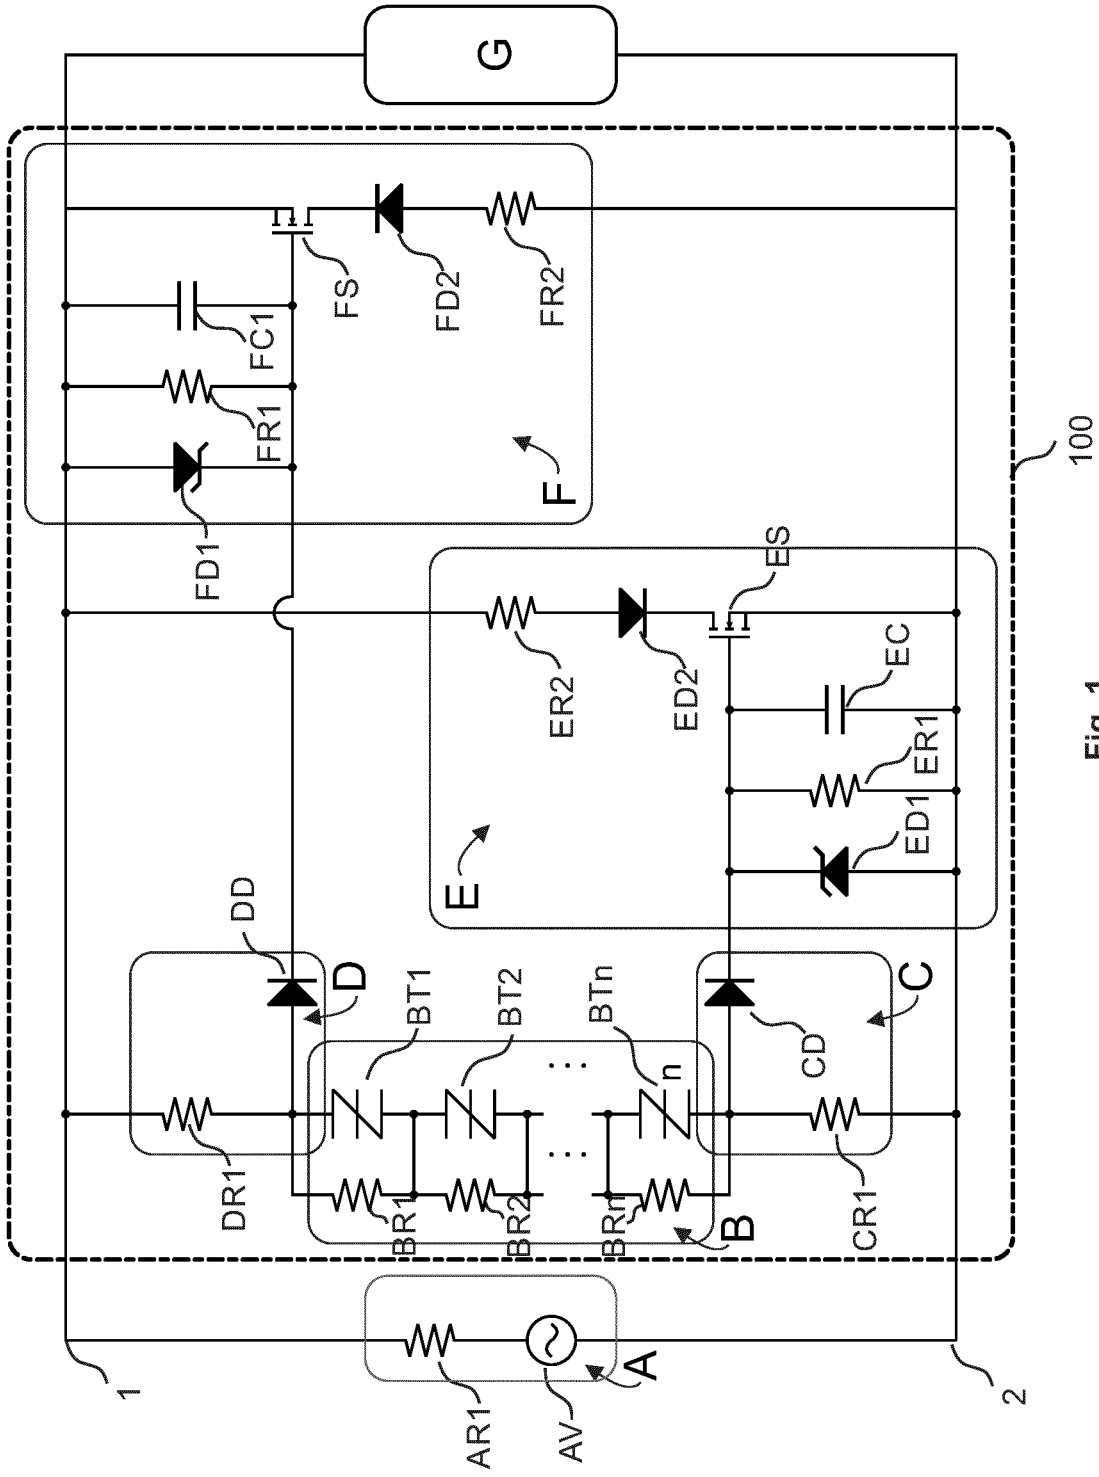 G
FS
FD2
FR2
FC1
FR1
FD1
F
100
ES
ER2
ED2
EC
ER1
ED1
E
Fig. 1
DD
D
BT1
BT2
BTn
n
C
CD
DR1
BR1
BR2
BRn
B
CR1
... ...
... ...
A
AR1
AV
1
2